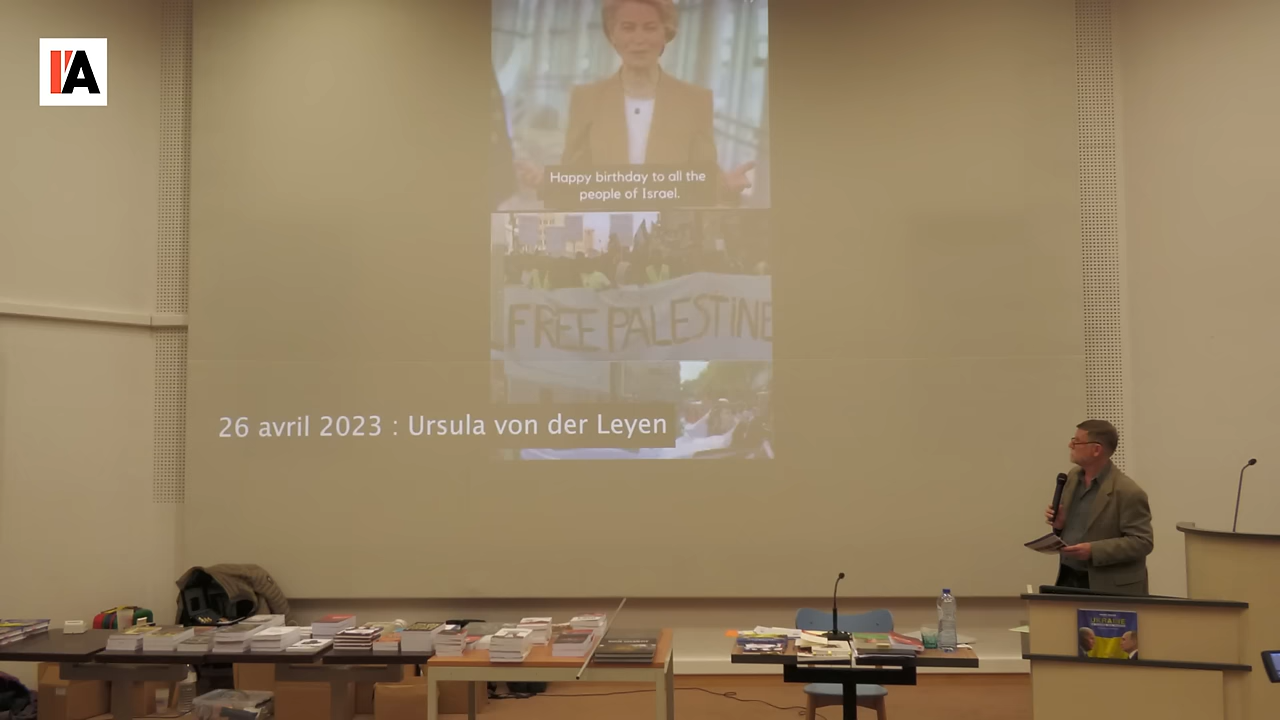 I'A
Happy birthday to all the
people of Israel.
FREE PALESTINE
26 avril 2023 : Ursula von der Leyen
UKRAINE